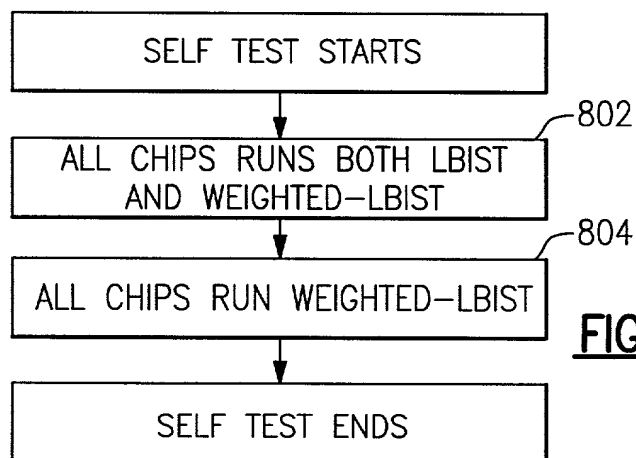 SELF TEST STARTS
802
ALL CHIPS RUNS BOTH LBIST
AND WEIGHTED-LBIST
804
ALL CHIPS RUN WEIGHTED-LBIST
FIG
SELF TEST ENDS